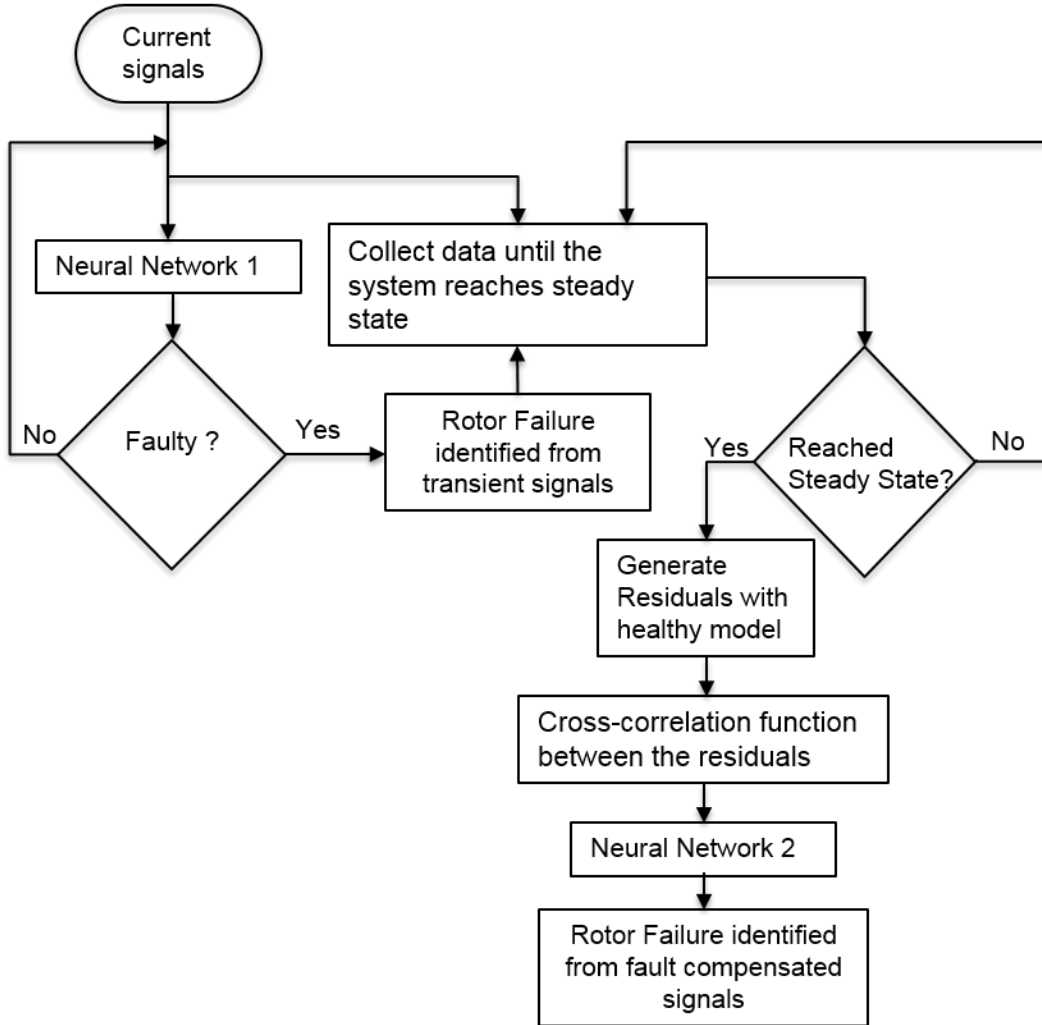 Current
signals
Neural Network 1
Collect data until the
system reaches steady
state
No
Faulty ?
Yes
Rotor Failure
identified from
transient signals
Yes
Reached
Steady State?
No
Generate
Residuals with
healthy model
Cross-correlation function
between the residuals
Neural Network 2
Rotor Failure identified
from fault compensated
signals